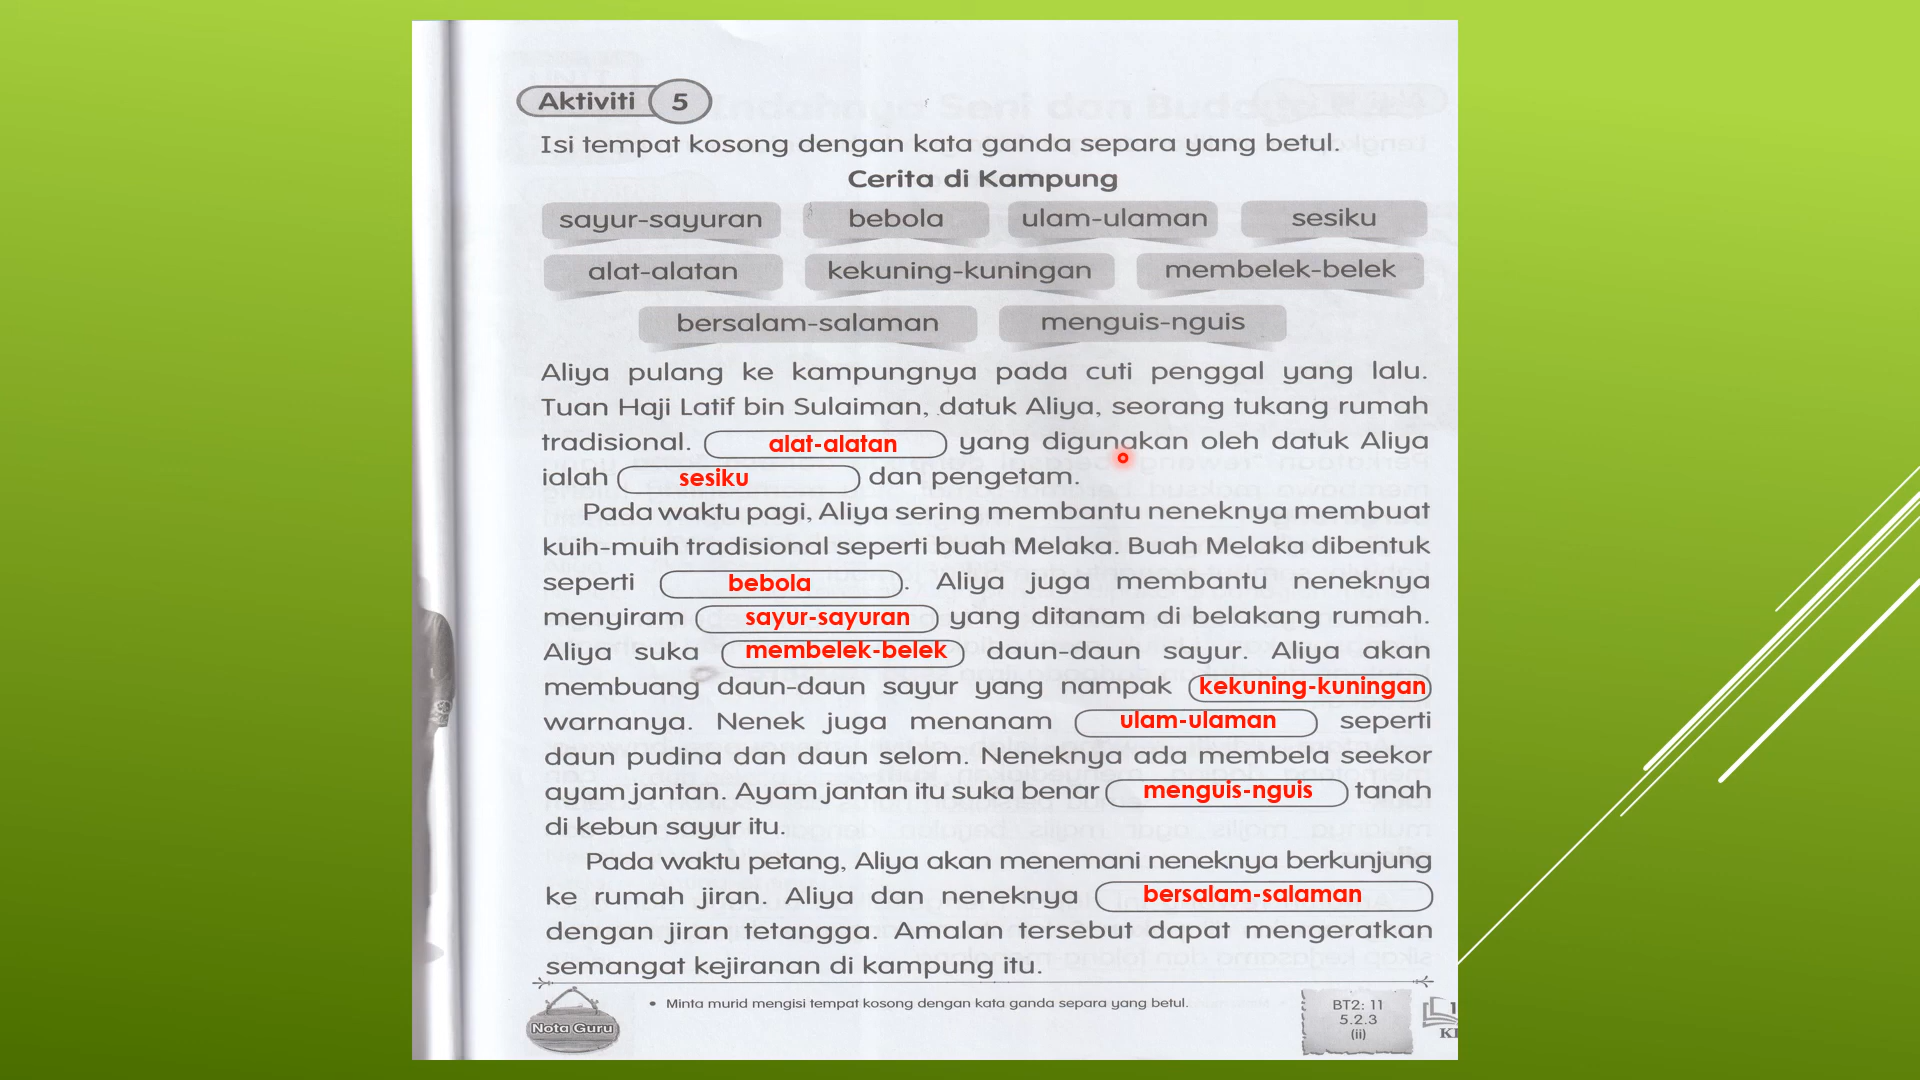 Aktiviti 5
Isi tempat kosong dengan kata ganda separa yang betul.
Cerita di Kampung
sayur-sayuran bebola ulam-ulaman sesiku
alat-alatan kekuning-kuningan membelek-belek
bersalam-salaman menguis-nguis
Aliya pulang ke kampungnya pada cuti penggal yang lalu.
Tuan Haji Latif bin Sulaiman, datuk Aliya, seorang tukang rumah
tradisional. alat-alatan yang digunakan oleh datuk Aliya
ialah sesiku dan pengetam.
Pada waktu pagi, Aliya sering membantu neneknya membuat
kuih-muih tradisional seperti buah Melaka. Buah Melaka dibentuk
seperti bebola. Aliya juga membantu neneknya
menyiram sayur-sayuran yang ditanam di belakang rumah.
Aliya suka membelek-belek daun-daun sayur. Aliya akan
membuang daun-daun sayur yang nampak kekuning-kuningan
warnanya. Nenek juga menanam ulam-ulaman seperti
daun pudina dan daun selom. Neneknya ada membela seekor
ayam jantan. Ayam jantan itu suka benar menguis-nguis tanah
di kebun sayur itu.
Pada waktu petang, Aliya akan menemani neneknya berkunjung
ke rumah jiran. Aliya dan neneknya bersalam-salaman
dengan jiran tetangga. Amalan tersebut dapat mengeratkan
semangat kejiranan di kampung itu.
Nota Guru
• Minta murid mengisi tempat kosong dengan kata ganda separa yang betul.
BT2: 11
5.2.3
(ii)